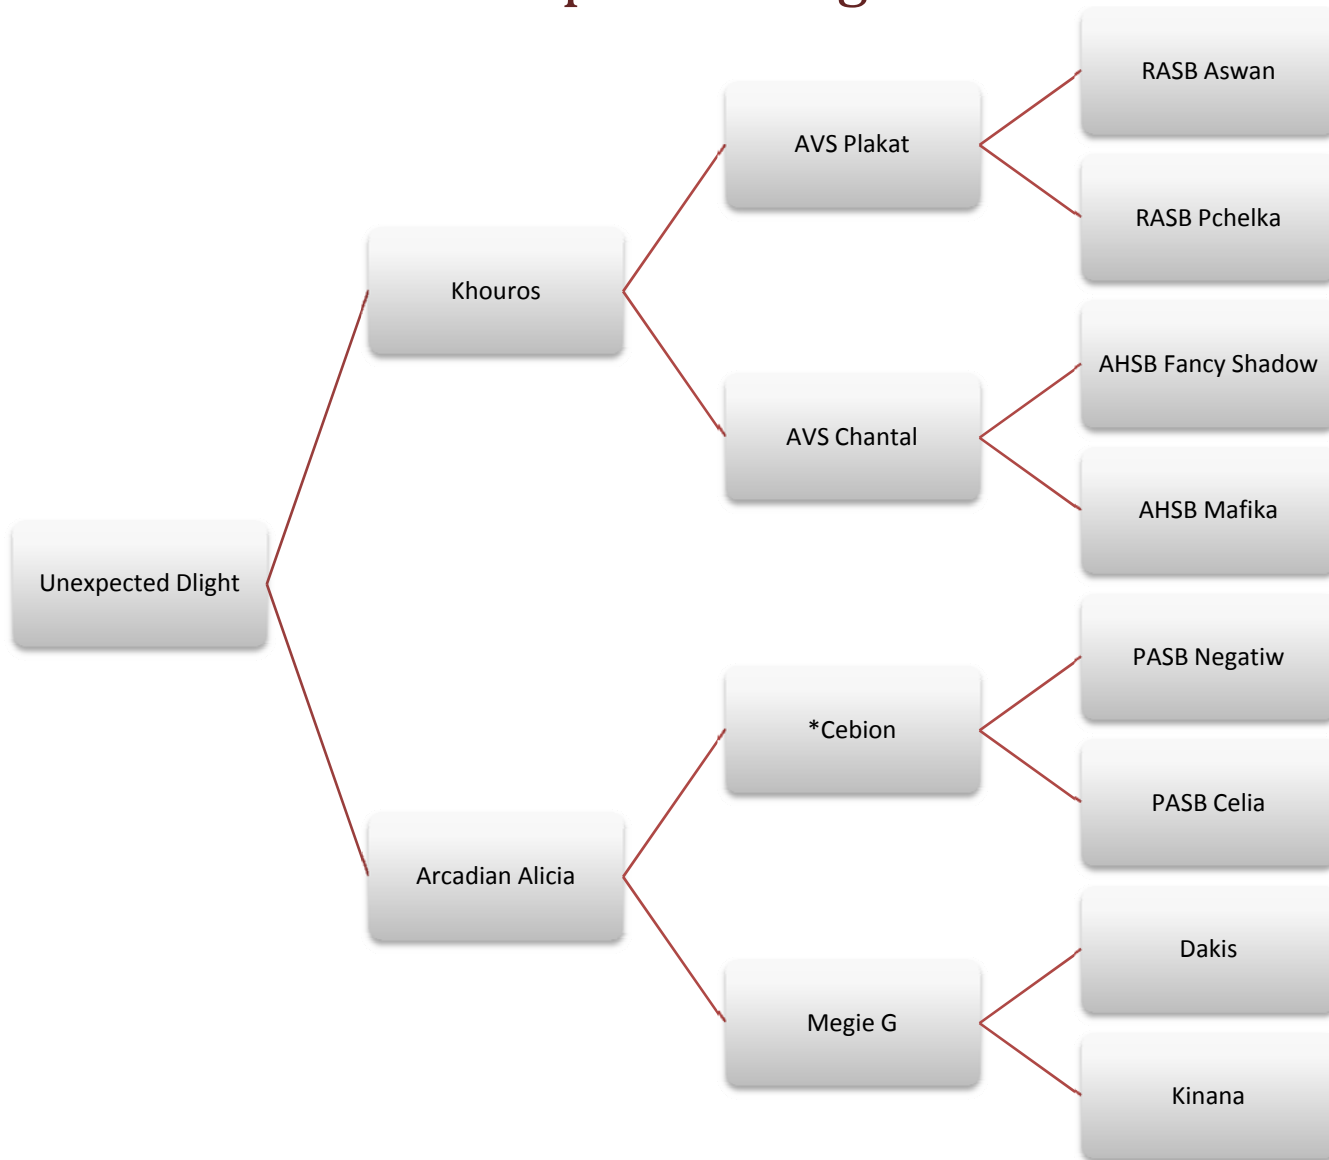 RASB Aswan
AVS Plakat
RASB Pchelka
Khouros
AHSB Fancy Shadow
AVS Chantal
AHSB Mafika
Unexpected Dlight
PASB Negatiw
*Cebion
PASB Celia
Arcadian Alicia
Dakis
Megie G
Kinana